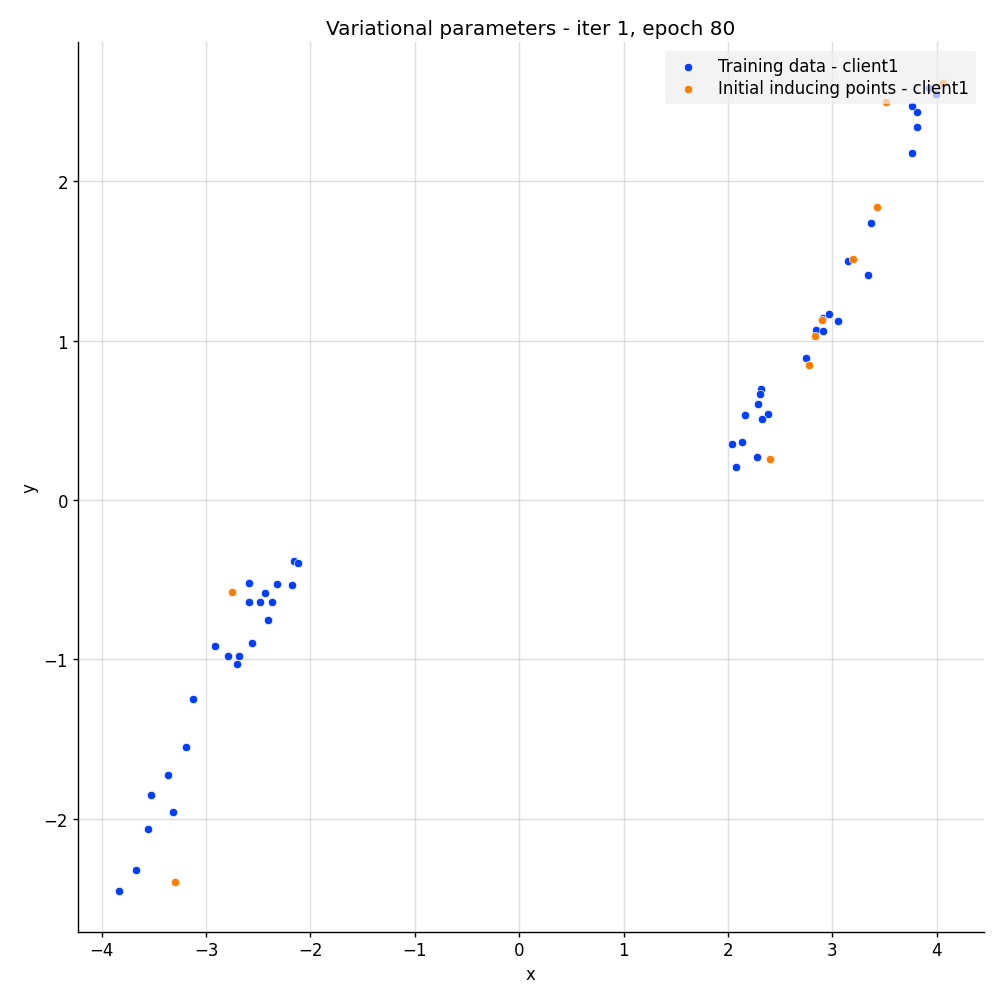 Variational parameters - iter 1, epoch 80
Training data - client1
Initial inducing points - client1
2
1
0
−1
−2
y
−4 −3 −2 −1 0 1 2 3 4
x